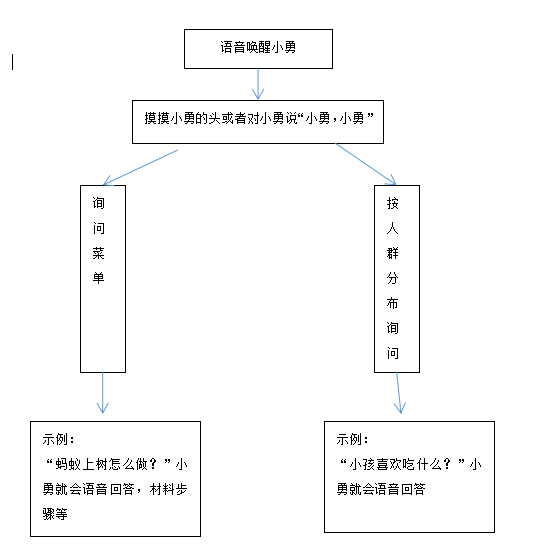 语音唤醒小勇
摸摸小勇的头或者对小勇说“小勇，小勇”
询
问
菜
单
按
人
群
分
布
询
问
示例：
“蚂蚁上树怎么做？”小
勇就会语音回答，材料步
骤等
示例：
“小孩喜欢吃什么？”小
勇就会语音回答